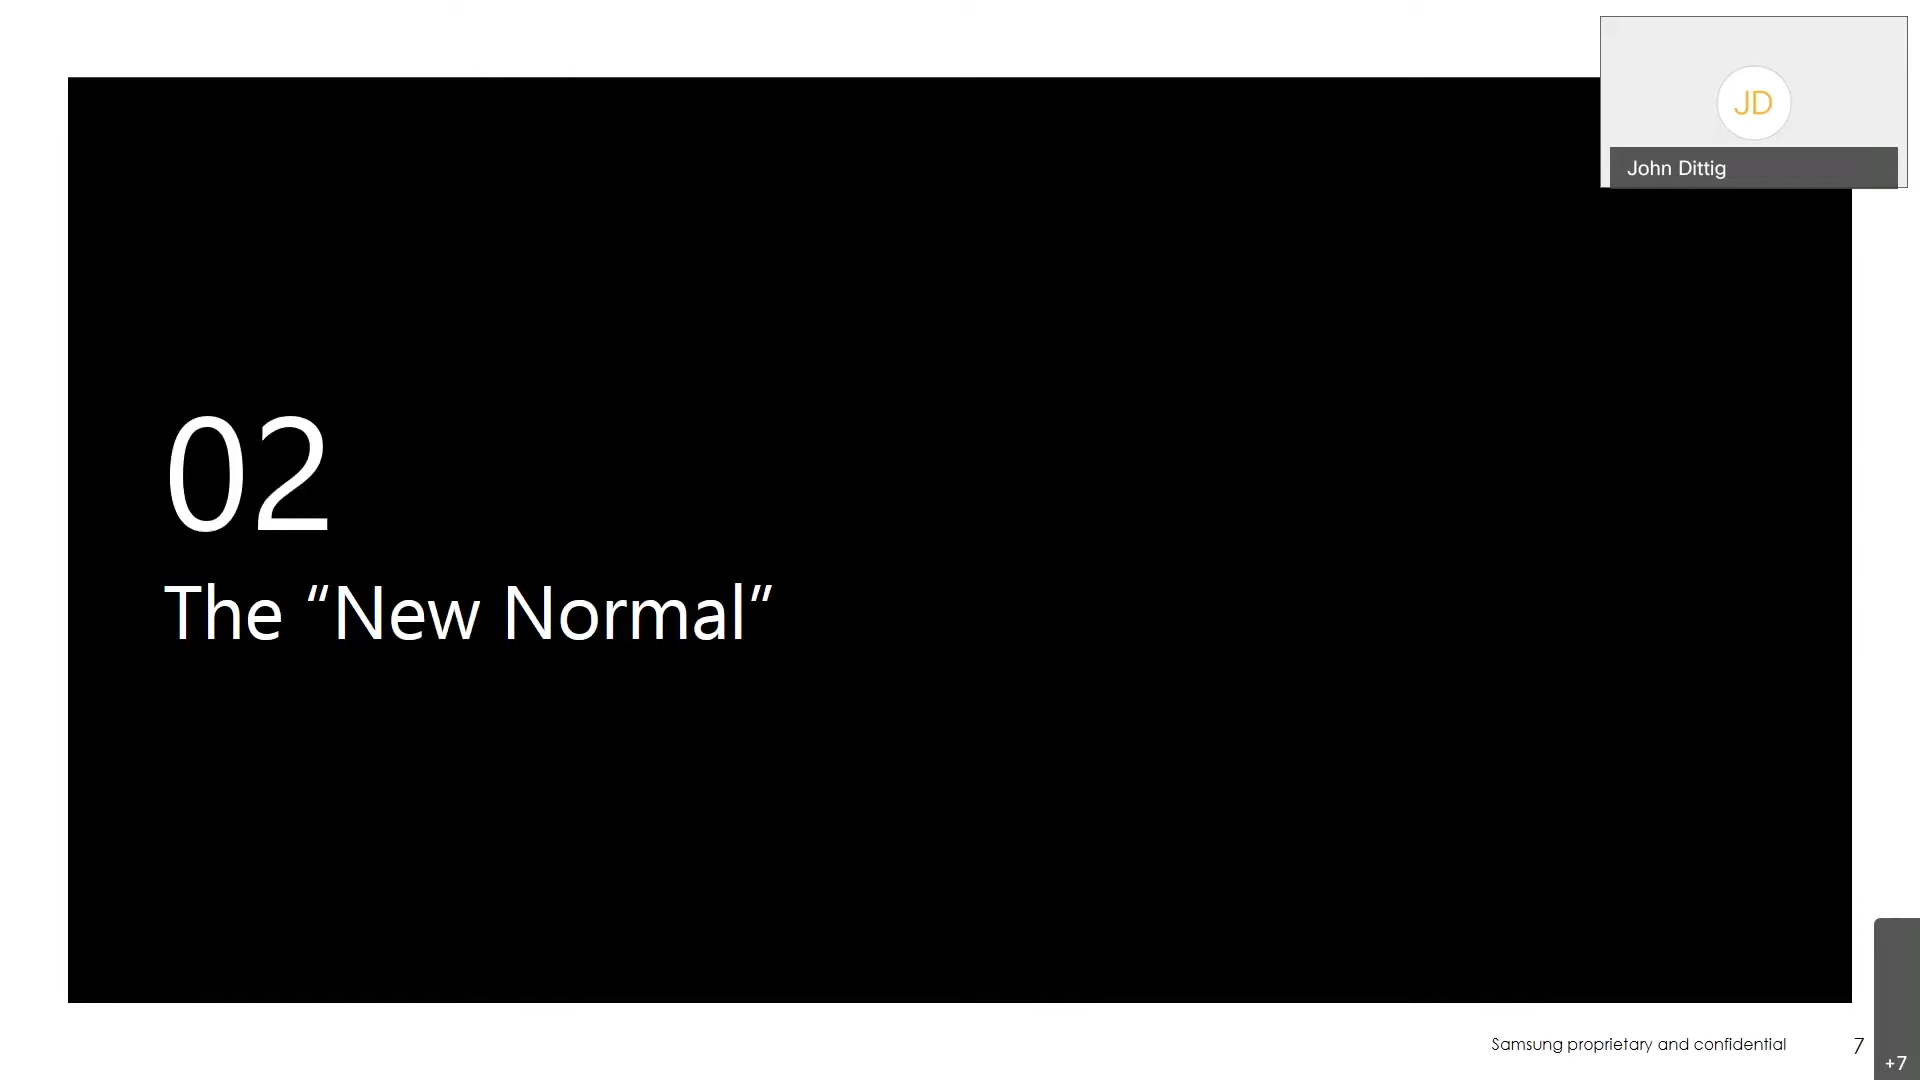 JD
John Dittig
02
The “New Normal”
Samsung proprietary and confidential
7
+7